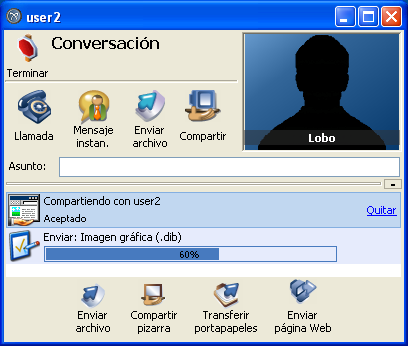 user2
Conversación
Terminar
Lobo
Llamada
Mensaje
instan.
Enviar
archivo
Compartir
Asunto:
Compartiendo con user2
Aceptado
Quitar
Enviar: Imagen gráfica (.dib)
60%
Enviar
archivo
Compartir
pizarra
Transferir
portapapeles
Enviar
página Web